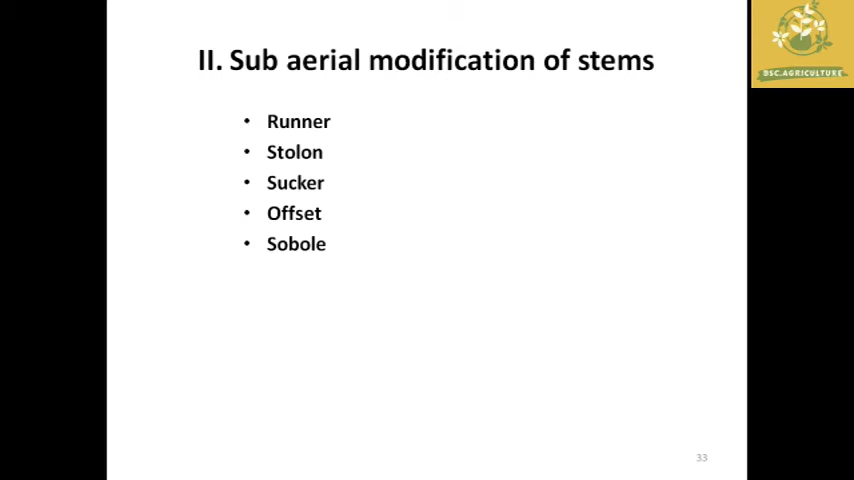 II. Sub aerial modification of stems
• Runner
• Stolon
• Sucker
• Offset
• Sobole
33
BSC.AGRICULTURE